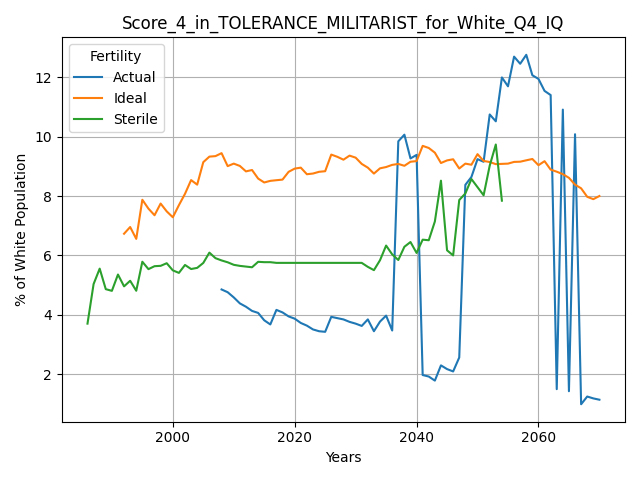 Score_4_in_TOLERANCE_MILITARIST_for_White_Q4_IQ
Fertility
Actual
Ideal
Sterile
% of White Population
12
10
8
6
4
2
2000
2020
2040
2060
Years